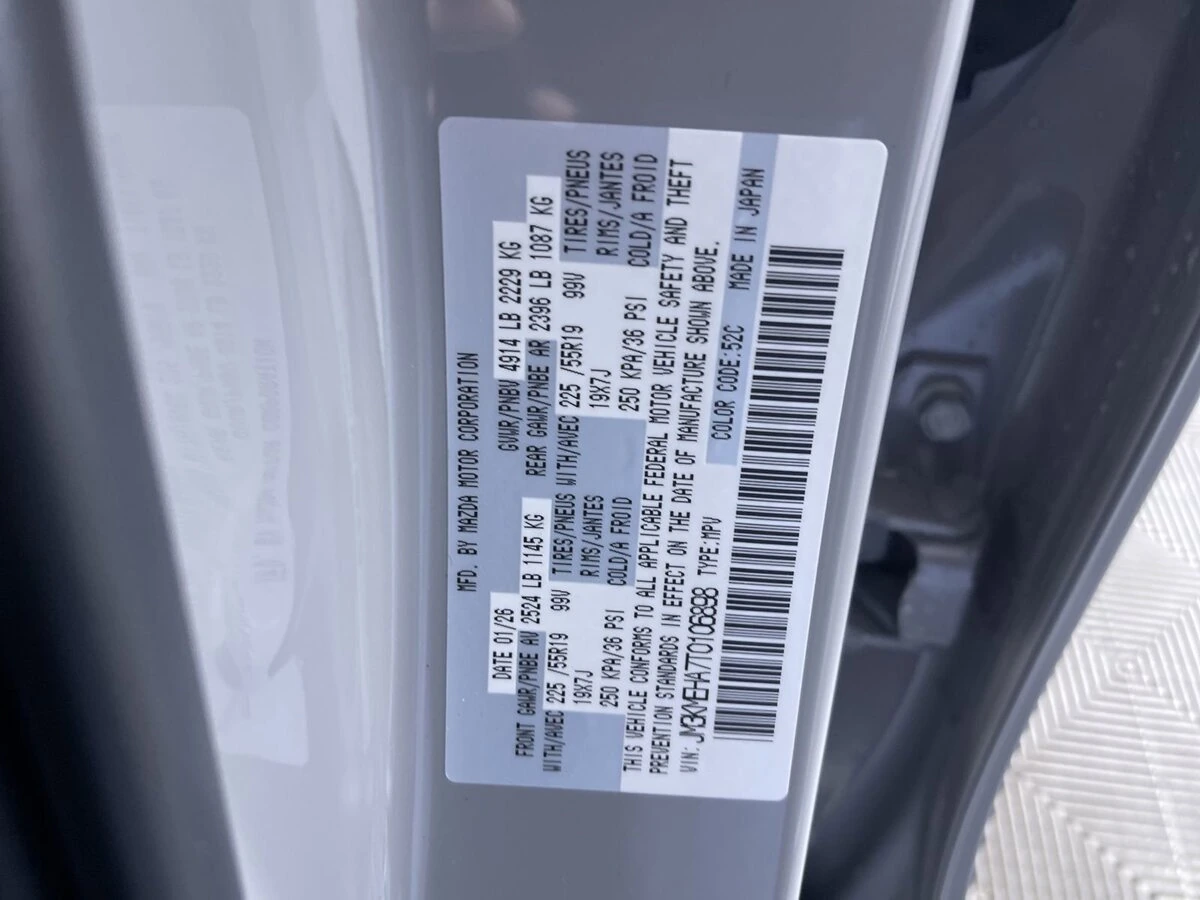 MFD. BY MAZDA MOTOR CORPORATION
DATE 01/26 GVWR/PNBV 4914 LB 2229 KG
FRONT GAWR/PNBE AV 2524 LB 1145 KG REAR GAWR/PNBE AR 2396 LB 1087 KG
WITH/AVEC 225 /55R19 99V TIRES/PNEUS WITH/AVEC 225 /55R19 99V TIRES/PNEUS
19X7J RIMS/JANTES 19X7J RIMS/JANTES
250 KPA/36 PSI COLD/A FROID 250 KPA/36 PSI COLD/A FROID
THIS VEHICLE CONFORMS TO ALL APPLICABLE FEDERAL MOTOR VEHICLE SAFETY AND THEFT
PREVENTION STANDARDS IN EFFECT ON THE DATE OF MANUFACTURE SHOWN ABOVE.
VIN: JM3KMEHA7T0106898 TYPE:MPV COLOR CODE:52C MADE IN JAPAN